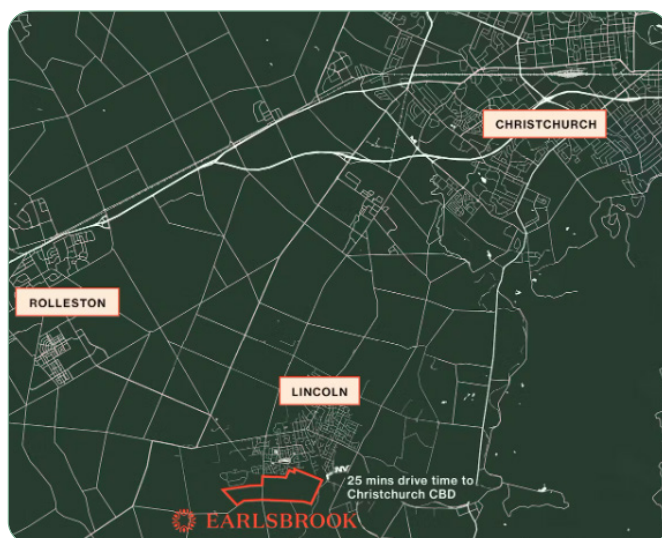 CHRISTCHURCH
ROLLESTON
LINCOLN
25 mins drive time to
Christchurch CBD
EARLSBROOK